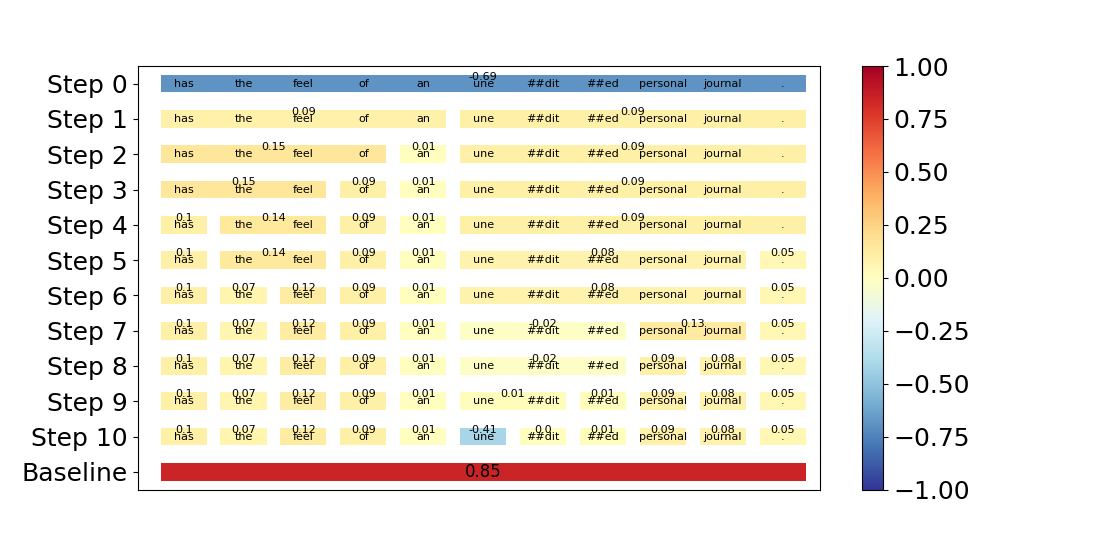 1.00
-0.69
Step 0 has the feel of an une ##dit ##ed personal journal .
0.75
0.09 0.09
Step 1 has the feel of an une ##dit ##ed personal journal .
0.15 0.01 0.09
Step 2 has the feel of an une ##dit ##ed personal journal .
0.50
0.15 0.09 0.01 0.09
Step 3 has the feel of an une ##dit ##ed personal journal .
0.25
0.1 0.14 0.09 0.01 0.09
Step 4 has the feel of an une ##dit ##ed personal journal .
0.1 0.14 0.09 0.01 0.08 0.05
Step 5 has the feel of an une ##dit ##ed personal journal .
0.00
0.1 0.07 0.12 0.09 0.01 0.08 0.05
Step 6 has the feel of an une ##dit ##ed personal journal .
0.1 0.07 0.12 0.09 0.01 -0.02 0.13 0.05
Step 7 has the feel of an une ##dit ##ed personal journal .
−0.25
0.1 0.07 0.12 0.09 0.01 -0.02 0.09 0.08 0.05
Step 8 has the feel of an une ##dit ##ed personal journal .
−0.50
0.1 0.07 0.12 0.09 0.01 0.01 0.01 0.09 0.08 0.05
Step 9 has the feel of an une ##dit ##ed personal journal .
0.1 0.07 0.12 0.09 0.01 -0.41 0.0 0.01 0.09 0.08 0.05
Step 10 has the feel of an une ##dit ##ed personal journal .
−0.75
Baseline 0.85
−1.00